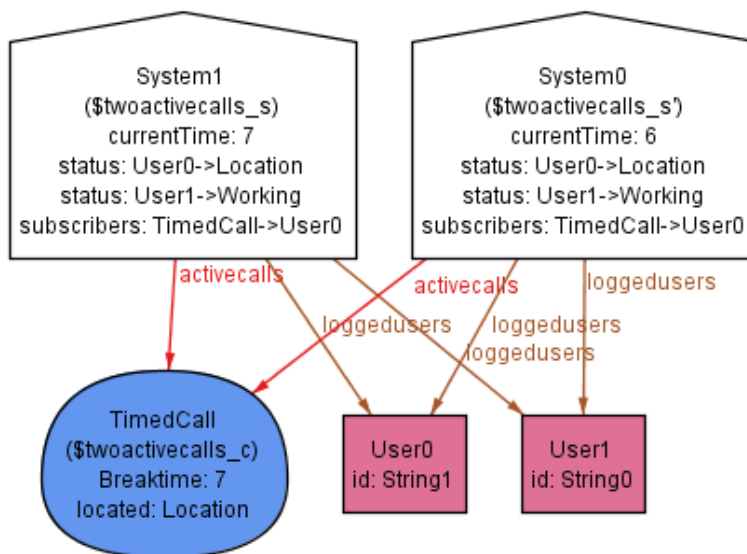 System1
($twoactivecalls_s)
currentTime: 7
status: User0->Location
status: User1->Working
subscribers: TimedCall->User0
System0
($twoactivecalls_s')
currentTime: 6
status: User0->Location
status: User1->Working
subscribers: TimedCall->User0
activecalls
activecalls
loggedusers
loggedusers
loggedusers
loggedusers
TimedCall
($twoactivecalls_c)
Breaktime: 7
located: Location
User0
id: String1
User1
id: String0